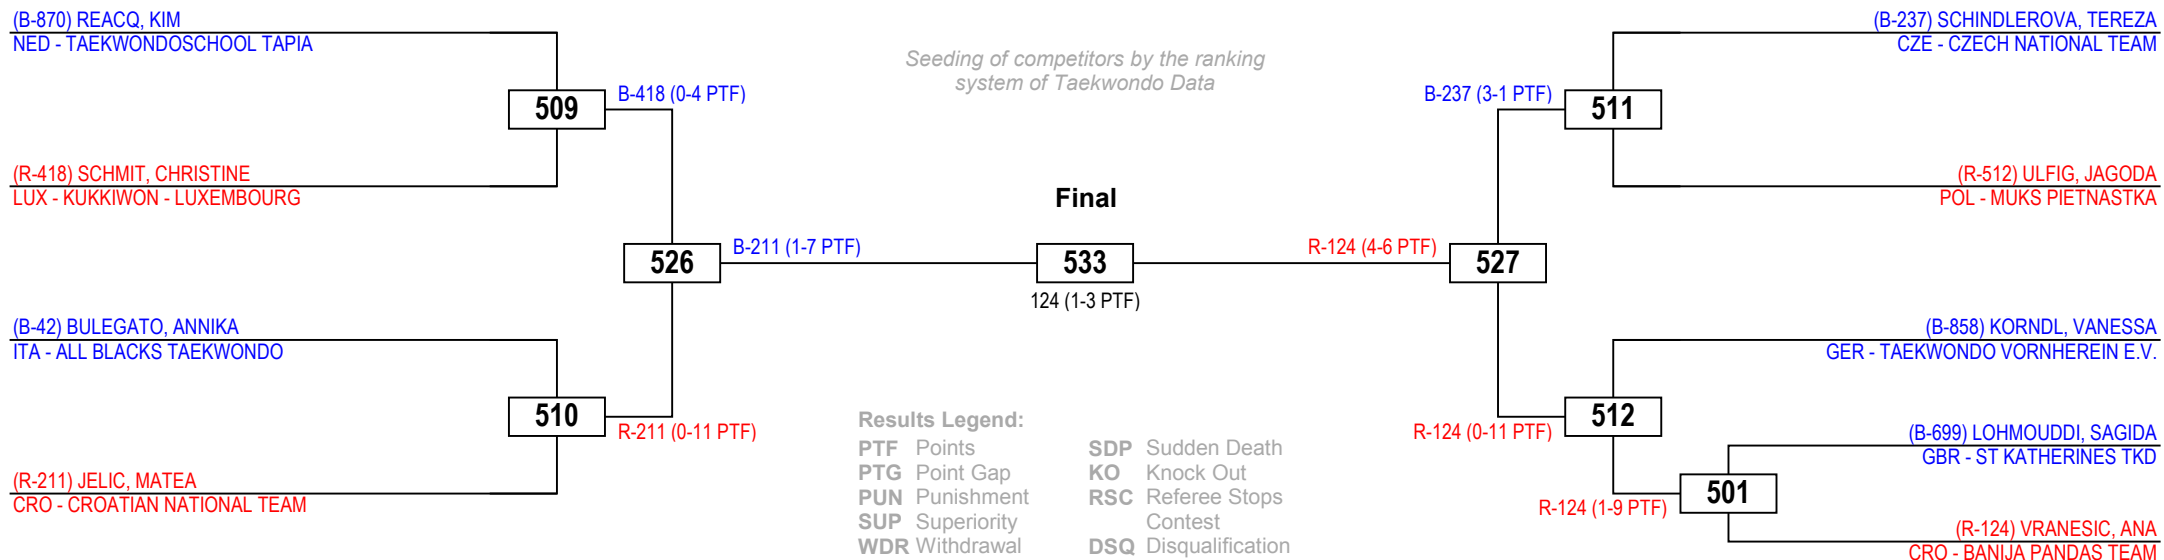 (B-870) REACQ, KIM
NED - TAEKWONDOSCHOOL TAPIA
509
B-418 (0-4 PTF)
(R-418) SCHMIT, CHRISTINE
LUX - KUKKIWON - LUXEMBOURG
526
B-211 (1-7 PTF)
(B-42) BULEGATO, ANNIKA
ITA - ALL BLACKS TAEKWONDO
510
R-211 (0-11 PTF)
(R-211) JELIC, MATEA
CRO - CROATIAN NATIONAL TEAM
Seeding of competitors by the ranking
system of Taekwondo Data
Final
533
124 (1-3 PTF)
Results Legend:
PTF Points
PTG Point Gap
PUN Punishment
SUP Superiority
WDR Withdrawal
SDP Sudden Death
KO Knock Out
RSC Referee Stops
Contest
DSQ Disqualification
(B-237) SCHINDLEROVA, TEREZA
CZE - CZECH NATIONAL TEAM
B-237 (3-1 PTF)
511
(R-512) ULFIG, JAGODA
POL - MUKS PIETNASTKA
R-124 (4-6 PTF)
527
(B-858) KORNDL, VANESSA
GER - TAEKWONDO VORNHEREIN E.V.
512
R-124 (0-11 PTF)
(B-699) LOHMOUDDI, SAGIDA
GBR - ST KATHERINES TKD
501
R-124 (1-9 PTF)
(R-124) VRANESIC, ANA
CRO - BANIJA PANDAS TEAM